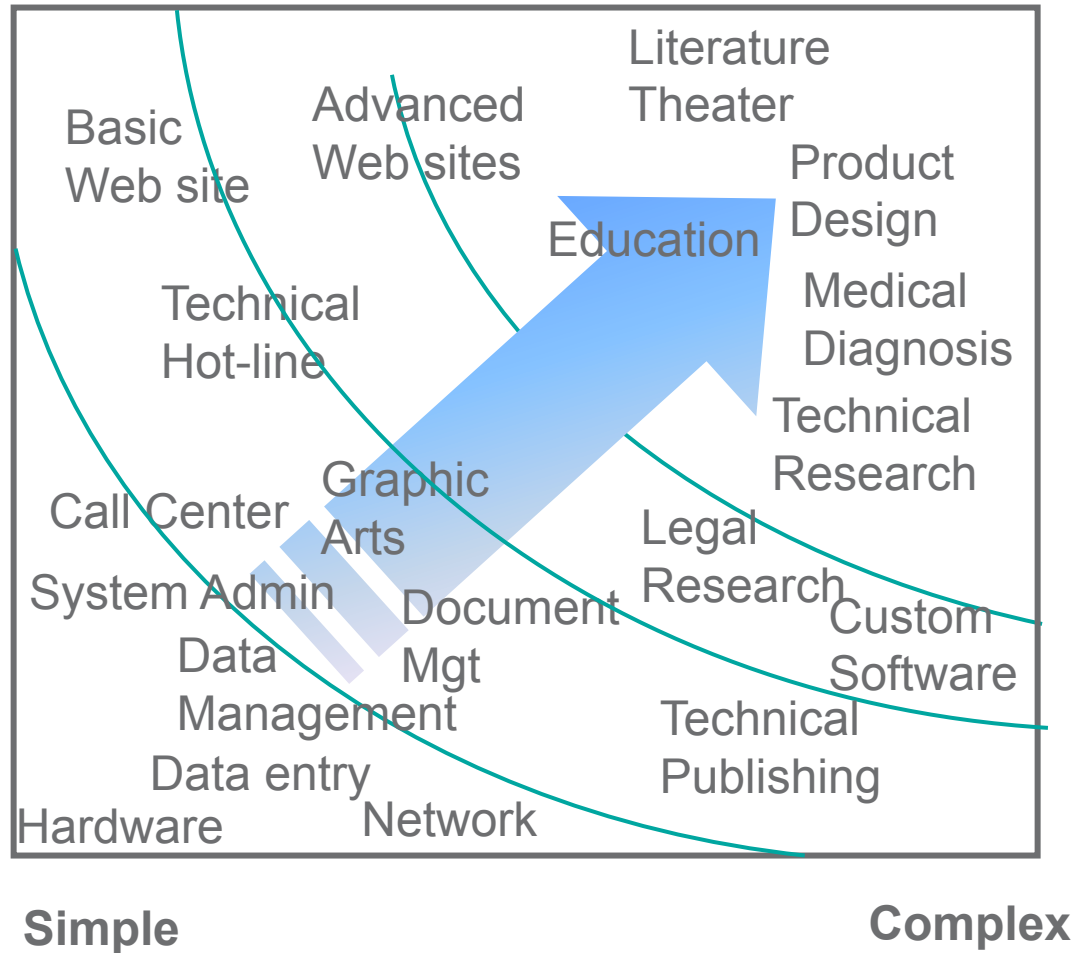 Literature
Theater
Advanced
Web sites
Basic
Web site
Product
Design
Education
Medical
Diagnosis
Technical
Hot-line
Technical
Research
Graphic
Arts
Call Center
Legal
Research
System Admin
Document
Mgt
Custom
Software
Data
Management
Technical
Publishing
Data entry
Network
Hardware
Simple
Complex